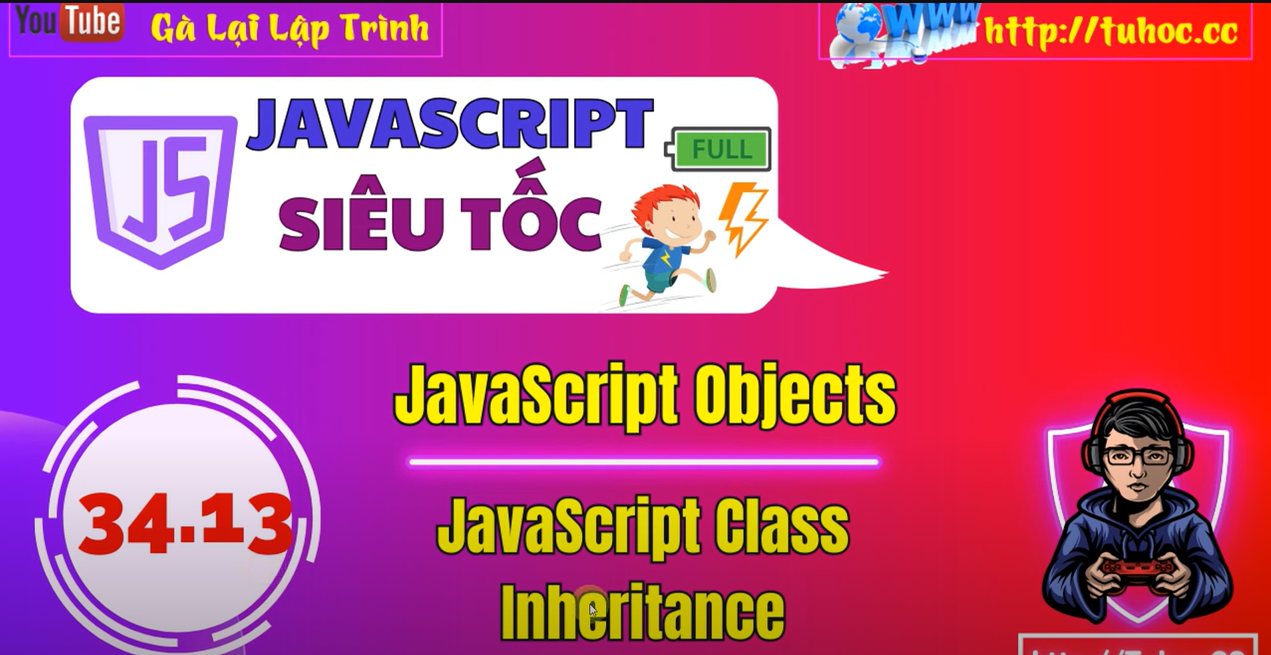 YouTube Gà Lại Lập Trình
WWW http://tuhoc.cc
JS
JAVASCRIPT
FULL
SIÊU TỐC
JavaScript Objects
34.13
JavaScript Class
Inheritance